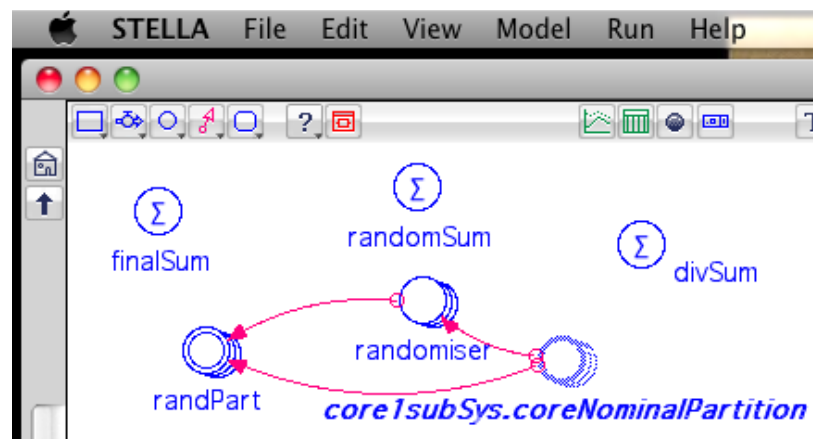 STELLA File Edit View Model Run Help
?
T
Σ
Σ
Σ
randomSum
finalSum
divSum
randomiser
randPart
core1subSys.coreNominalPartition